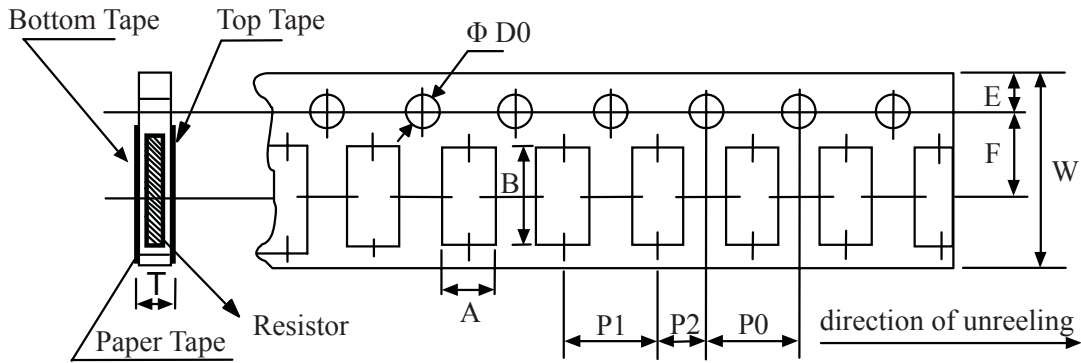 Bottom Tape
Top Tape
Φ D0
E
F
W
B
T
A
Resistor
Paper Tape
P1
P2
P0
direction of unreeling